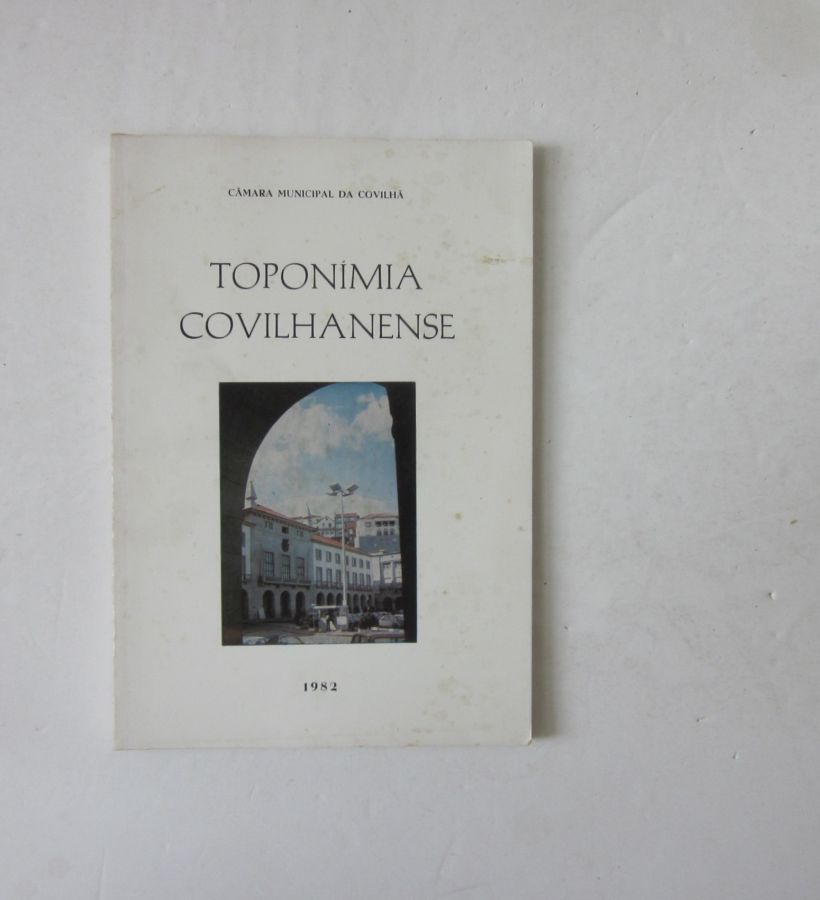 CÂMARA MUNICIPAL DA COVILHÃ
TOPONÍMIA
COVILHANENSE
1982